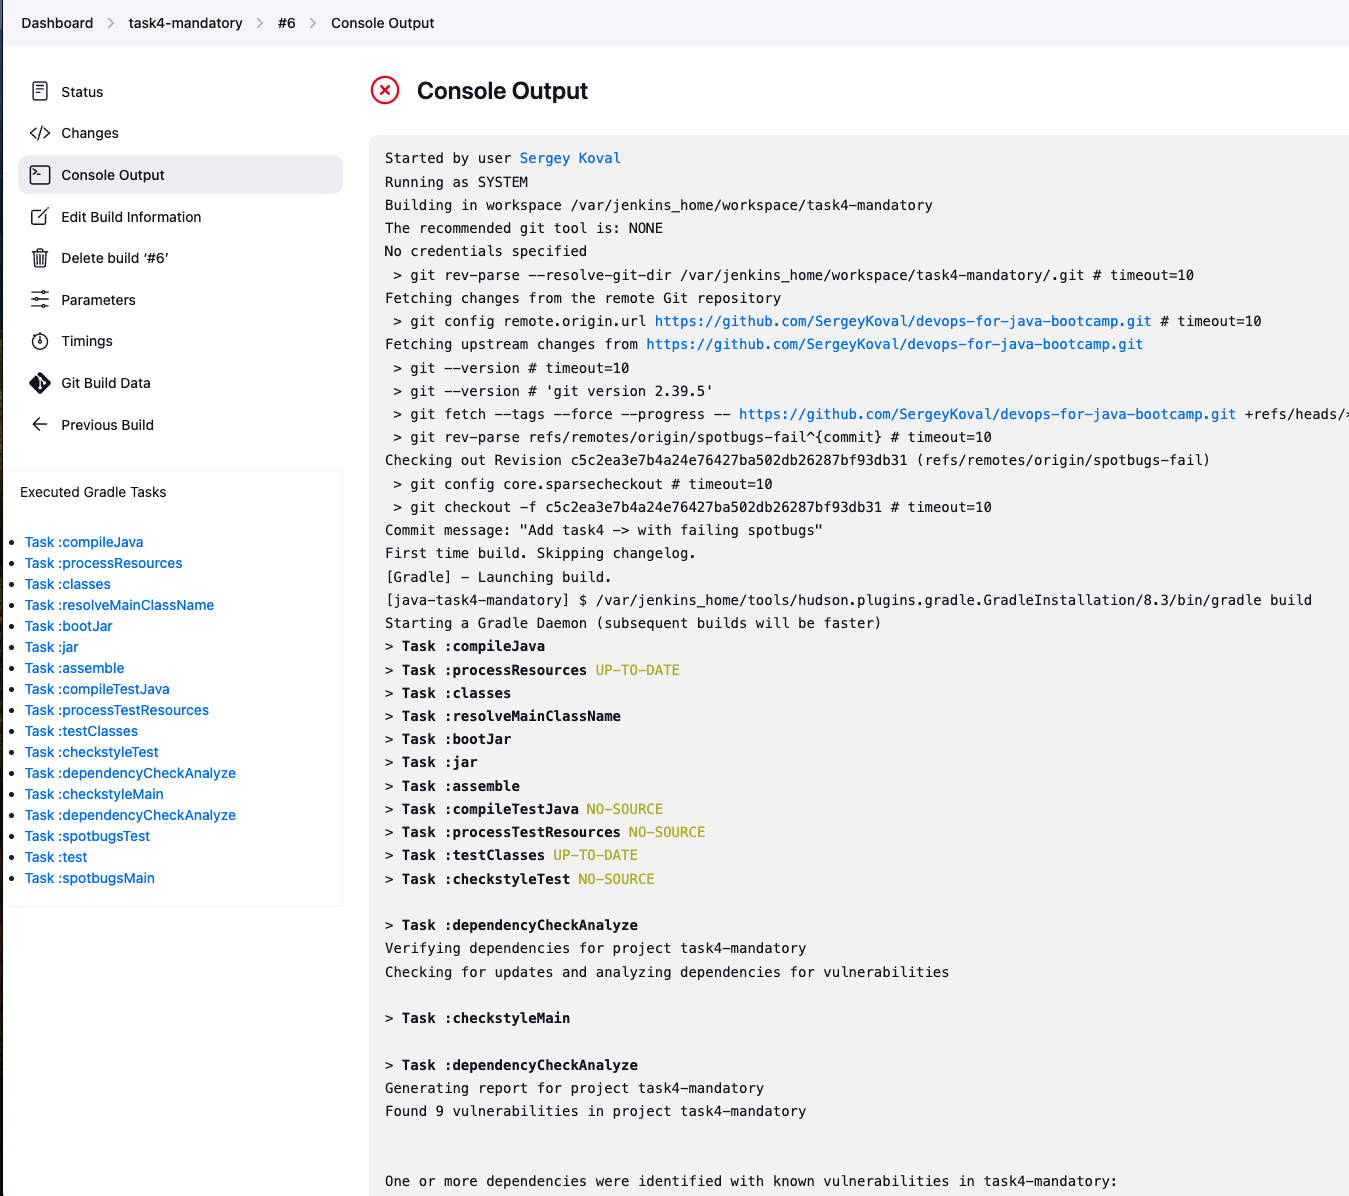 Dashboard > task4-mandatory > #6 > Console Output
Status
Changes
Console Output
Edit Build Information
Delete build ‘#6’
Parameters
Timings
Git Build Data
Previous Build
Executed Gradle Tasks
Task :compileJava
Task :processResources
Task :classes
Task :resolveMainClassName
Task :bootJar
Task :jar
Task :assemble
Task :compileTestJava
Task :processTestResources
Task :testClasses
Task :checkstyleTest
Task :dependencyCheckAnalyze
Task :checkstyleMain
Task :dependencyCheckAnalyze
Task :spotbugsTest
Task :test
Task :spotbugsMain
Console Output
Started by user Sergey Koval
Running as SYSTEM
Building in workspace /var/jenkins_home/workspace/task4-mandatory
The recommended git tool is: NONE
No credentials specified
> git rev-parse --resolve-git-dir /var/jenkins_home/workspace/task4-mandatory/.git # timeout=10
Fetching changes from the remote Git repository
> git config remote.origin.url https://github.com/SergeyKoval/devops-for-java-bootcamp.git # timeout=10
Fetching upstream changes from https://github.com/SergeyKoval/devops-for-java-bootcamp.git
> git --version # timeout=10
> git --version # 'git version 2.39.5'
> git fetch --tags --force --progress -- https://github.com/SergeyKoval/devops-for-java-bootcamp.git +refs/heads/*
> git rev-parse refs/remotes/origin/spotbugs-fail^{commit} # timeout=10
Checking out Revision c5c2ea3e7b4a24e76427ba502db26287bf93db31 (refs/remotes/origin/spotbugs-fail)
> git config core.sparsecheckout # timeout=10
> git checkout -f c5c2ea3e7b4a24e76427ba502db26287bf93db31 # timeout=10
Commit message: "Add task4 -> with failing spotbugs"
First time build. Skipping changelog.
[Gradle] - Launching build.
[java-task4-mandatory] $ /var/jenkins_home/tools/hudson.plugins.gradle.GradleInstallation/8.3/bin/gradle build
Starting a Gradle Daemon (subsequent builds will be faster)
> Task :compileJava
> Task :processResources UP-TO-DATE
> Task :classes
> Task :resolveMainClassName
> Task :bootJar
> Task :jar
> Task :assemble
> Task :compileTestJava NO-SOURCE
> Task :processTestResources NO-SOURCE
> Task :testClasses UP-TO-DATE
> Task :checkstyleTest NO-SOURCE
> Task :dependencyCheckAnalyze
Verifying dependencies for project task4-mandatory
Checking for updates and analyzing dependencies for vulnerabilities
> Task :checkstyleMain
> Task :dependencyCheckAnalyze
Generating report for project task4-mandatory
Found 9 vulnerabilities in project task4-mandatory
One or more dependencies were identified with known vulnerabilities in task4-mandatory: